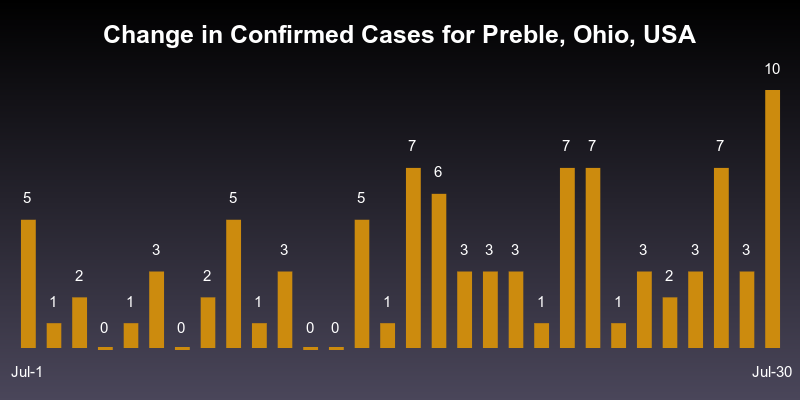 Change in Confirmed Cases for Preble, Ohio, USA
10
7 7 7 7
6
5 5 5
3 3 3 3 3 3 3 3
2 2 2
1 1 1 1 1 1
0 0 0 0
Jul-1 Jul-30